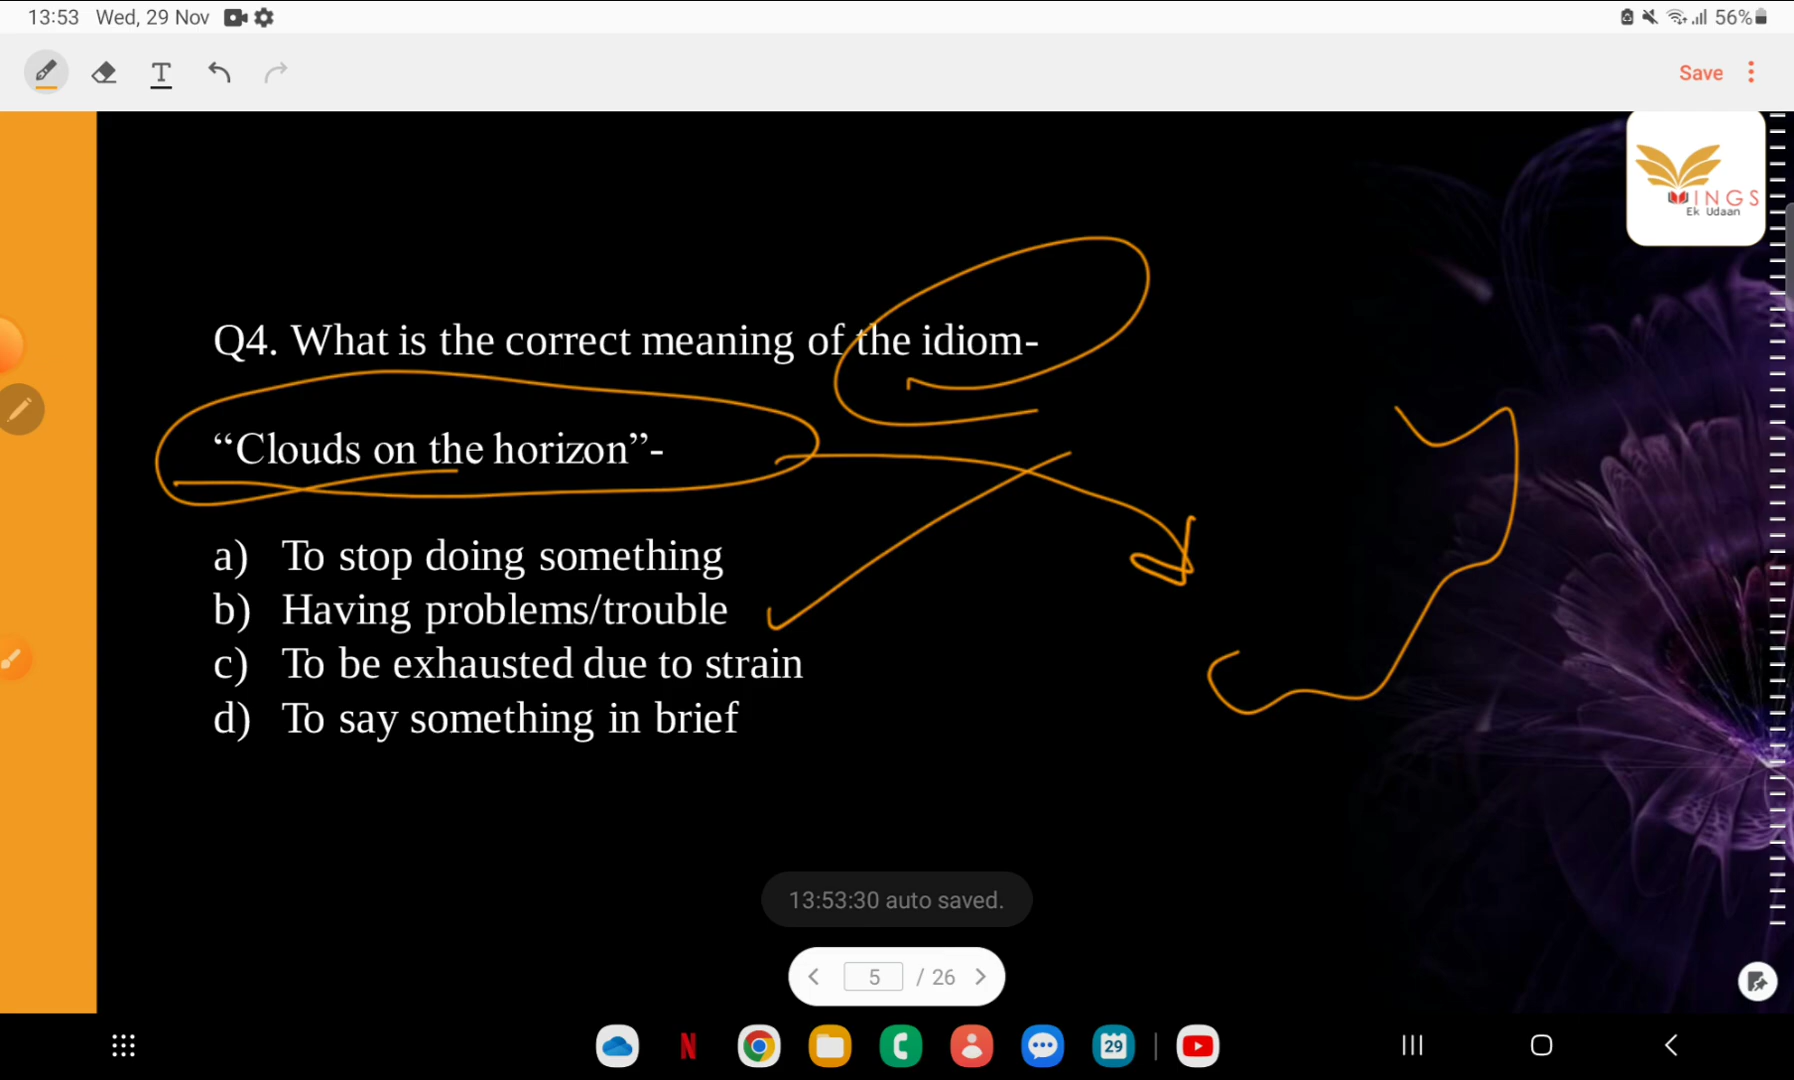 13:53 Wed, 29 Nov
56%
T
Save
WINGS
Ek Udaan
Q4. What is the correct meaning of the idiom-
“Clouds on the horizon”-
a) To stop doing something
b) Having problems/trouble
c) To be exhausted due to strain
d) To say something in brief
13:53:30 auto saved.
5 / 26
N
29